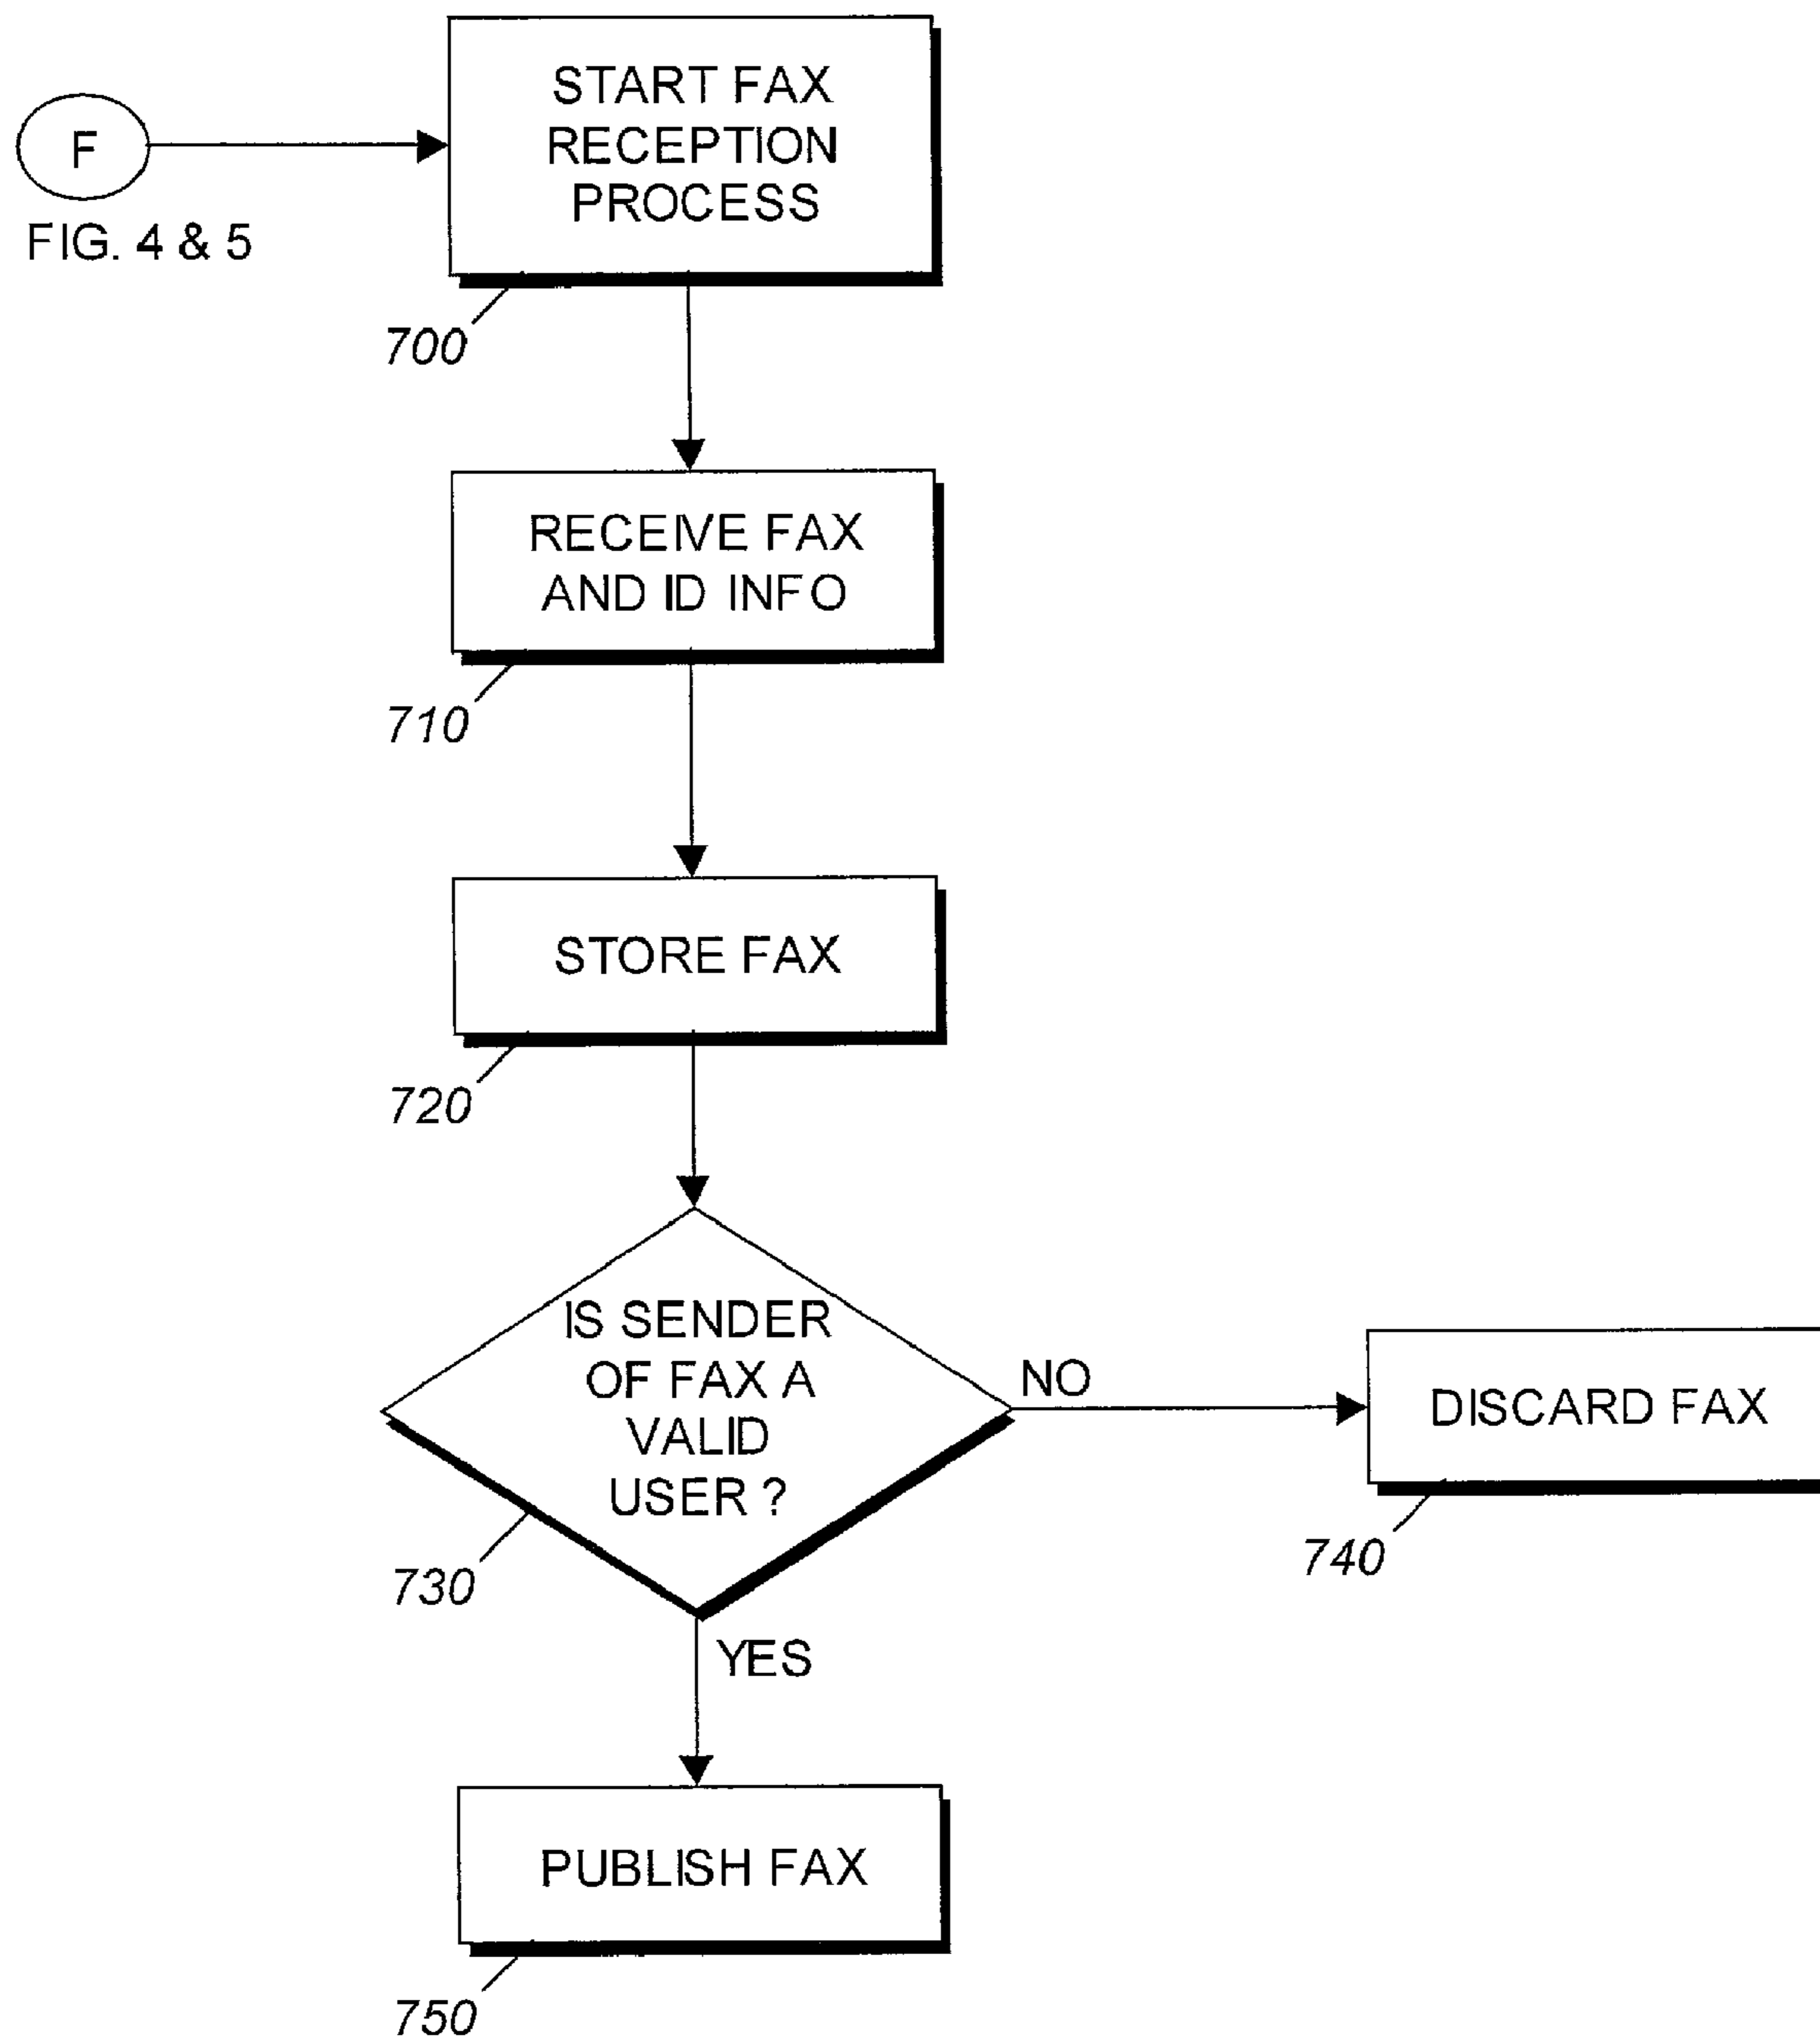 START FAX
RECEPTION
PROCESS
F
FIG. 4 & 5
700
RECEIVE FAX
AND ID INFO
710
STORE FAX
720
IS SENDER
OF FAX A
VALID
USER ?
NO
DISCARD FAX
730
740
YES
PUBLISH FAX
750